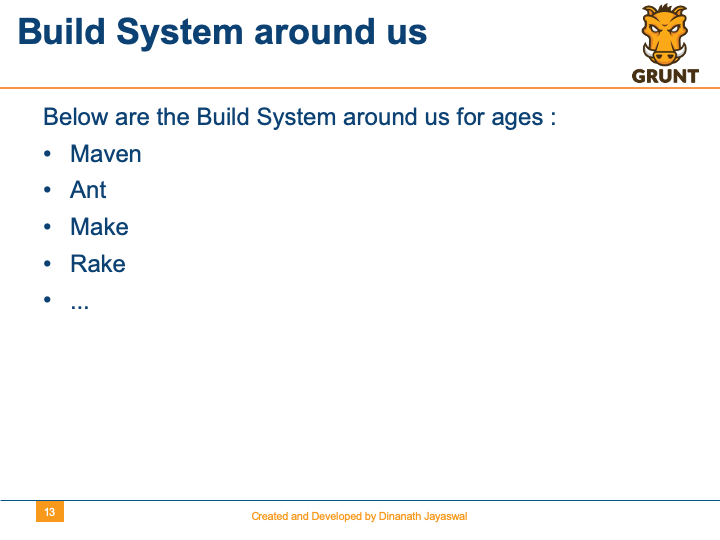 Build System around us
GRUNT
Below are the Build System around us for ages :
• Maven
• Ant
• Make
• Rake
• ...
13
Created and Developed by Dinanath Jayaswal